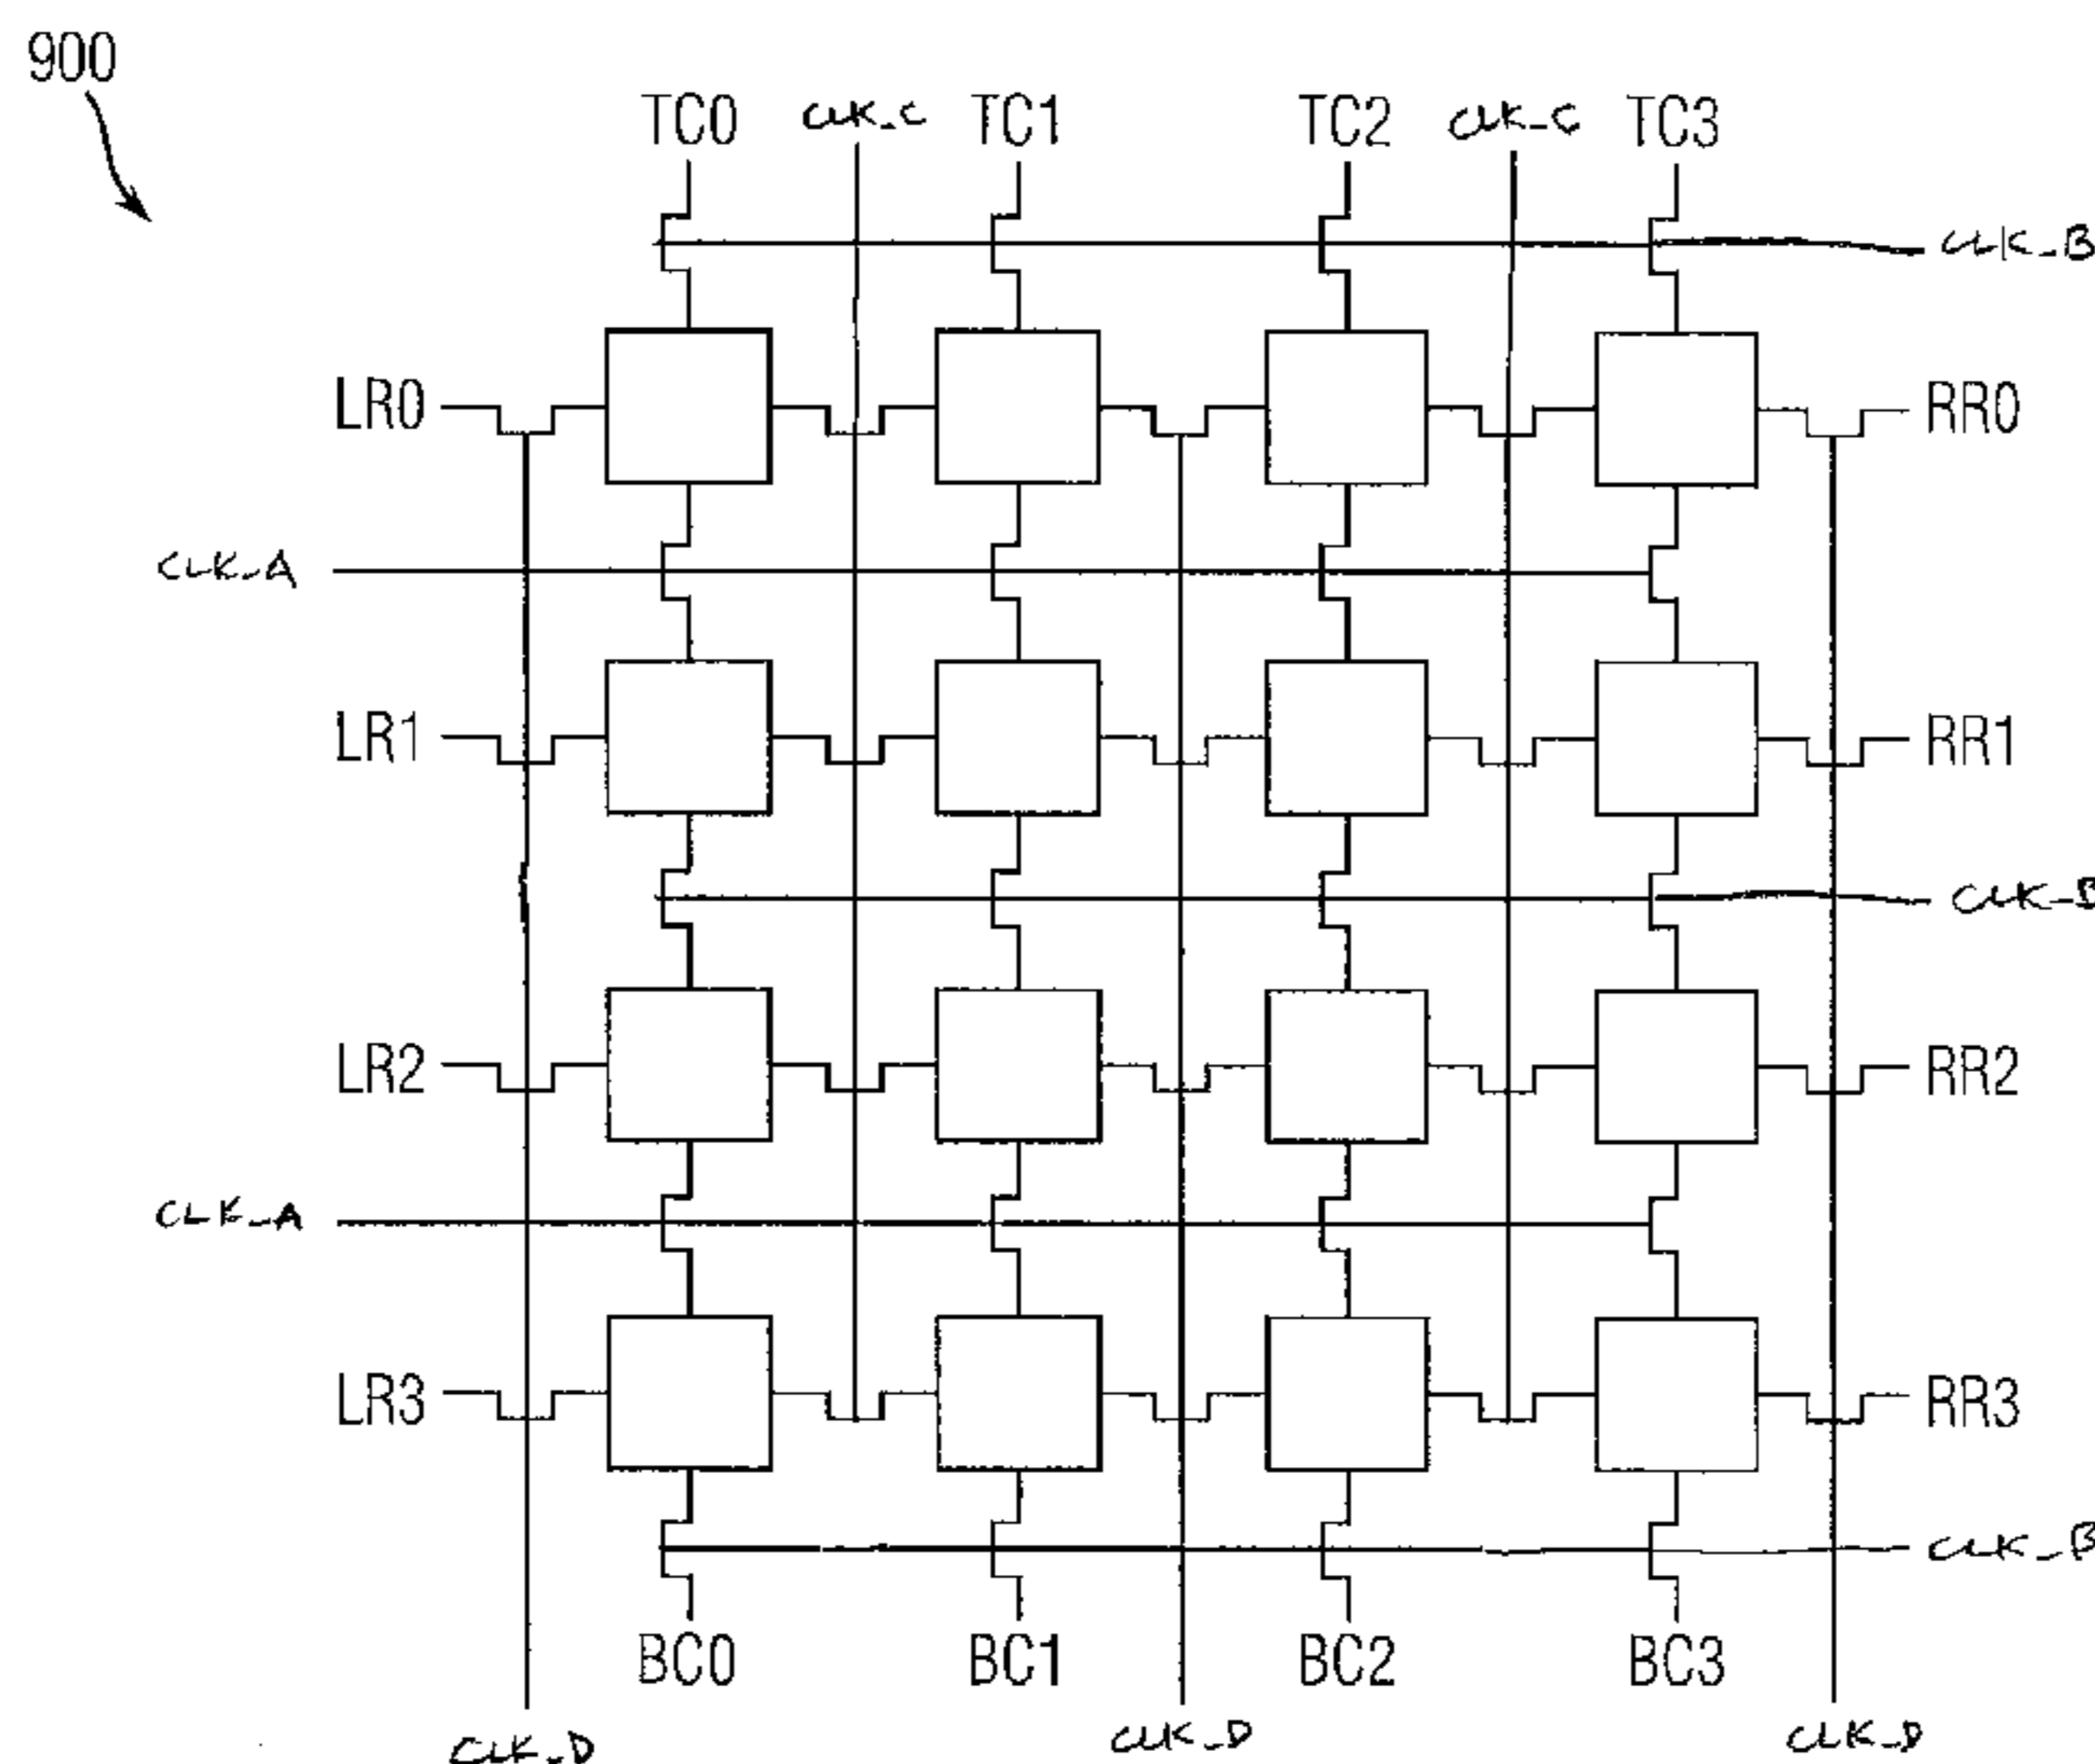 900
TC0 CLK_C TC1 TC2 CLK_C TC3
CLK_B
LR0 RR0
CLK_A
LR1 RR1
CLK_B
LR2 RR2
CLK_A
LR3 RR3
CLK_B
BC0 BC1 BC2 BC3
CLK_D CLK_D CLK_D